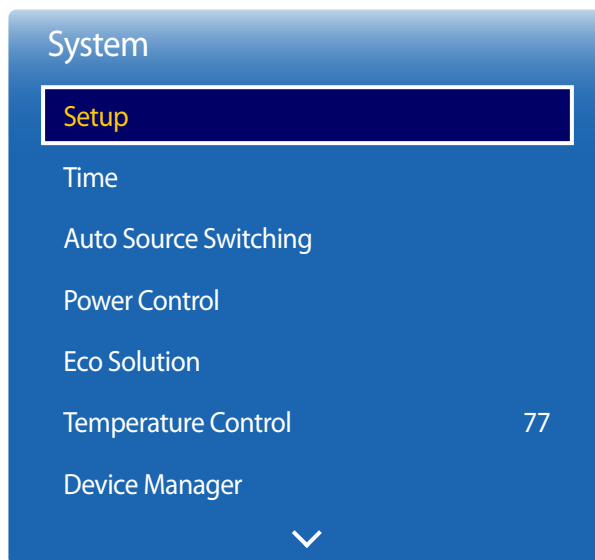 System
Setup
Time
Auto Source Switching
Power Control
Eco Solution
Temperature Control 77
Device Manager